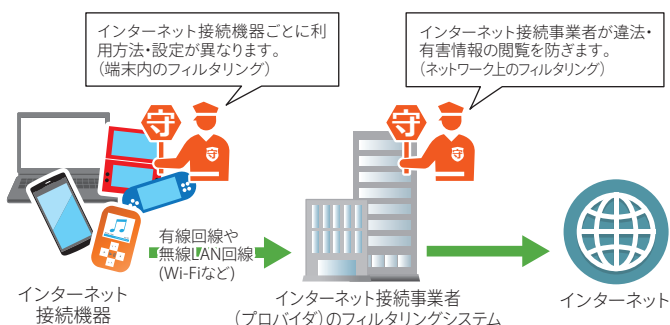 インターネット接続機器ごとに利
用方法・設定が異なります。
（端末内のフィルタリング）
インターネット接続事業者が違法・
有害情報の閲覧を防ぎます。
（ネットワーク上のフィルタリング）
守
守
有線回線や
無線LAN回線
(Wi-Fiなど)
インターネット
接続機器
インターネット接続事業者
（プロバイダ）のフィルタリングシステム
インターネット